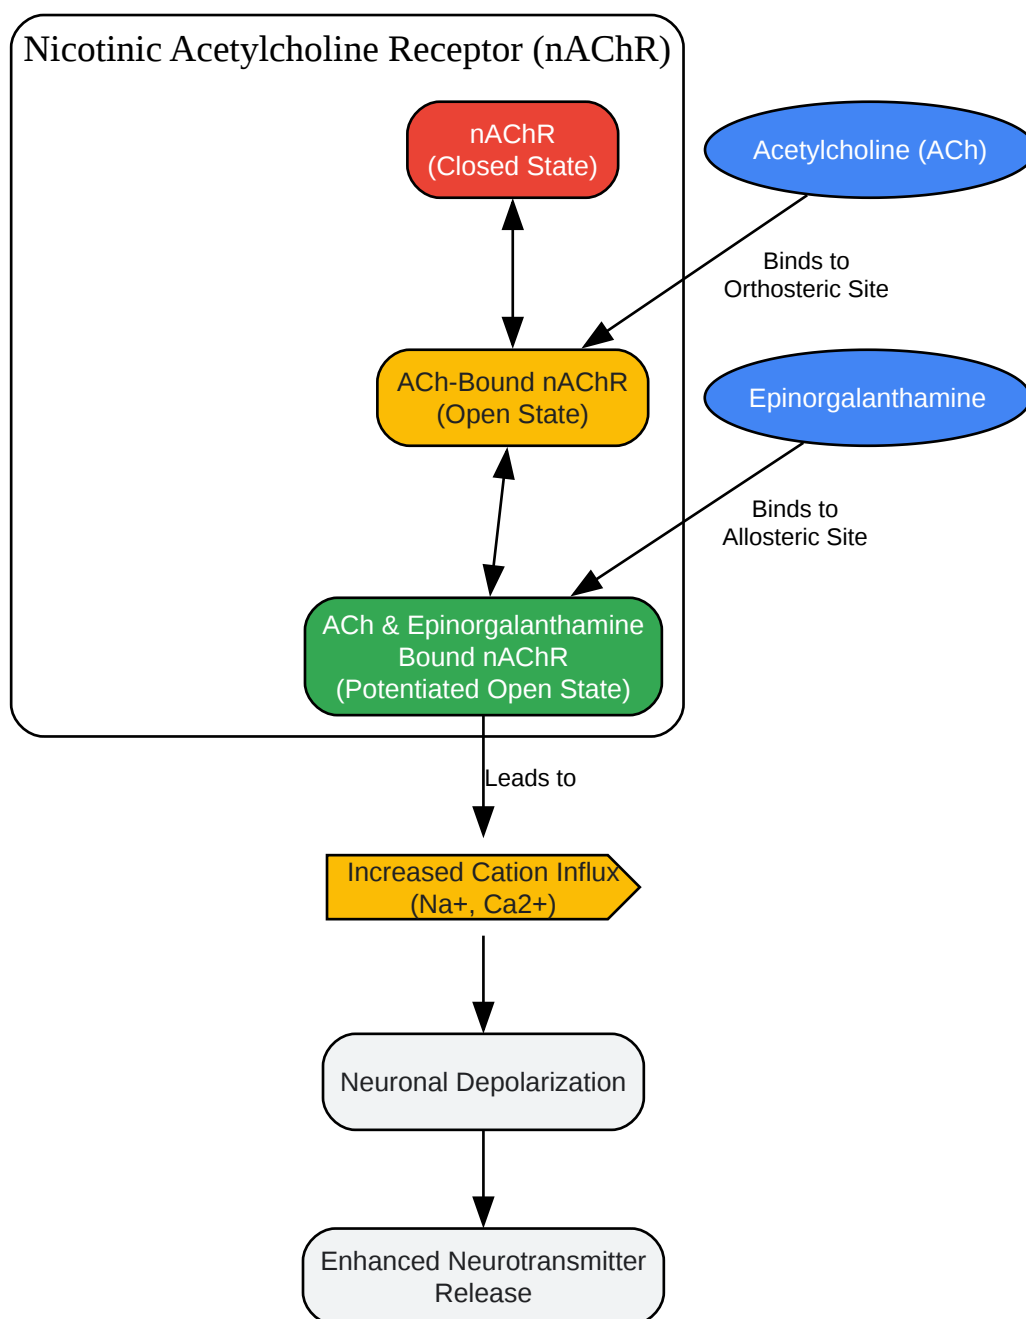 Nicotinic Acetylcholine Receptor (nAChR)
nAChR
(Closed State)
Acetylcholine (ACh)
Binds to
Orthosteric Site
ACh-Bound nAChR
(Open State)
Epinorgalanthamine
Binds to
Allosteric Site
ACh & Epinorgalanthamine
Bound nAChR
(Potentiated Open State)
Leads to
Increased Cation Influx
(Na+, Ca2+)
Neuronal Depolarization
Enhanced Neurotransmitter
Release